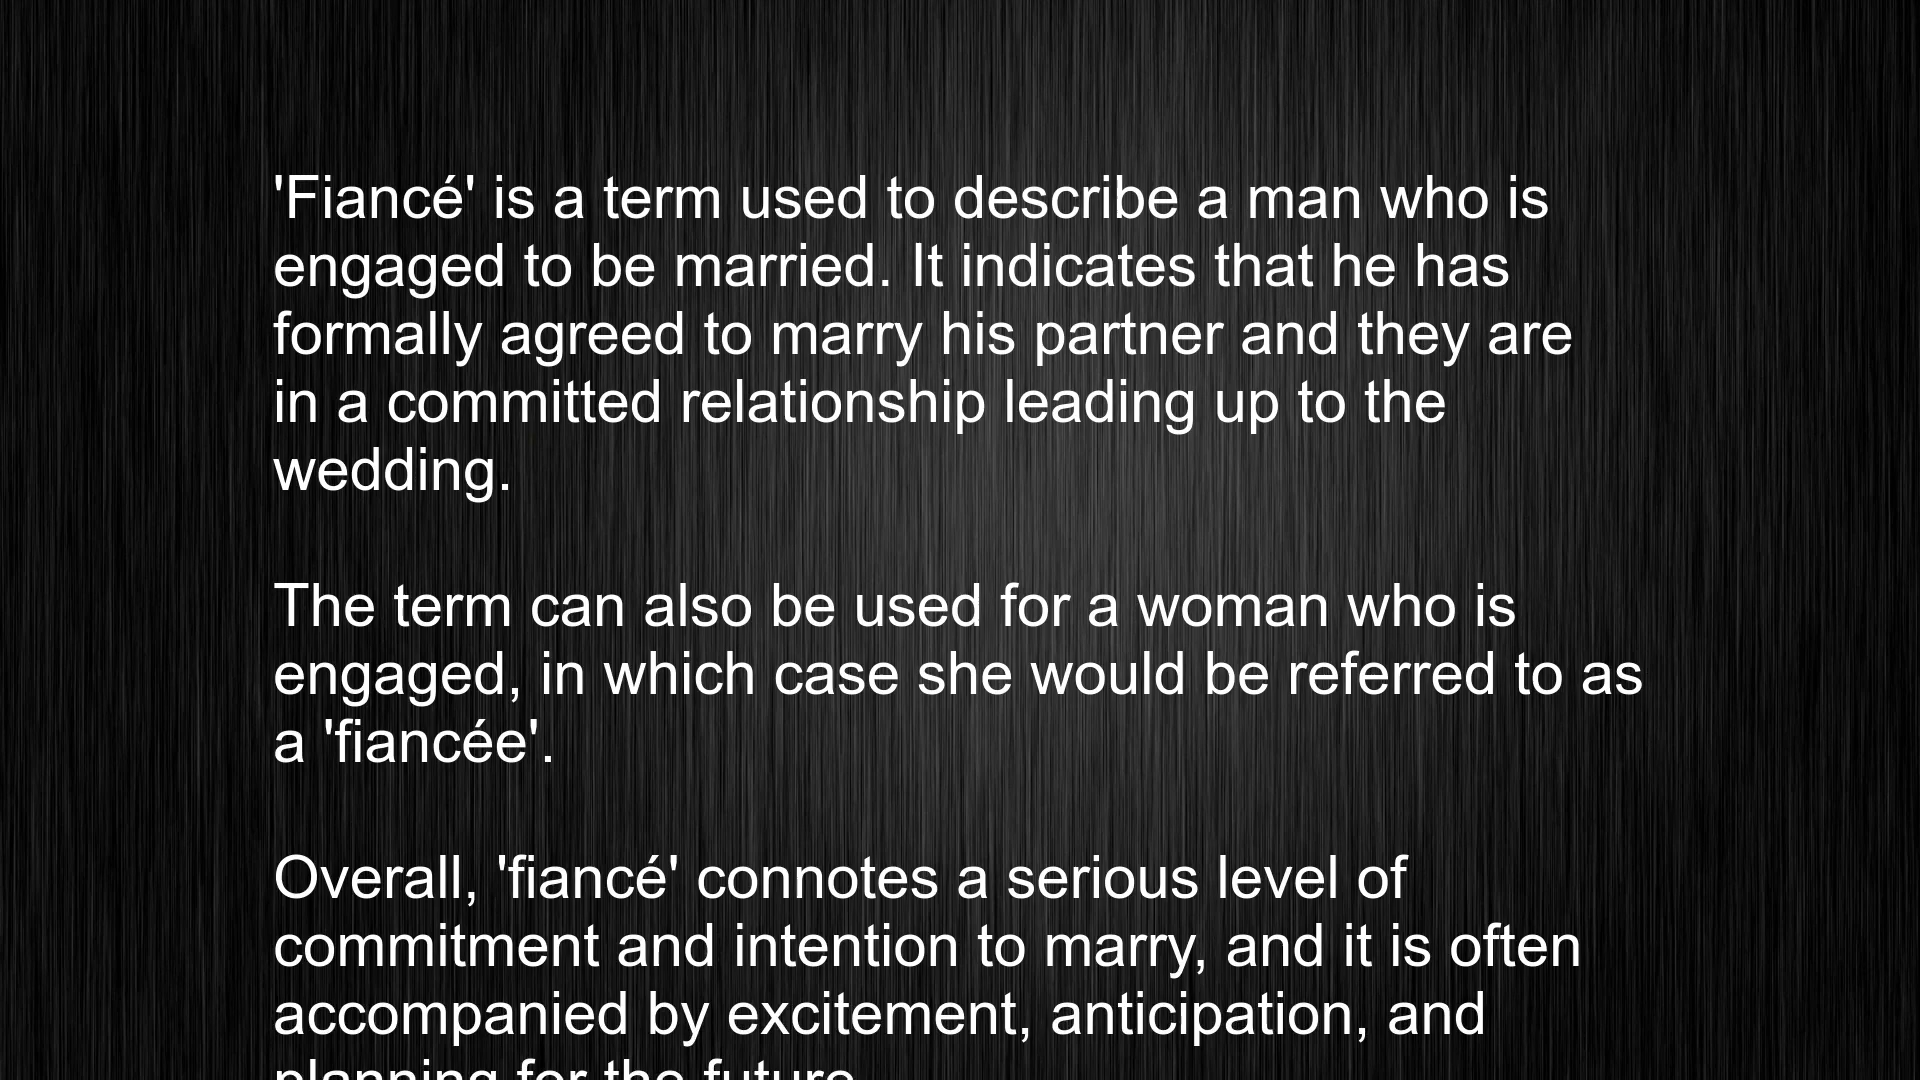 'Fiancé' is a term used to describe a man who is
engaged to be married. It indicates that he has
formally agreed to marry his partner and they are
in a committed relationship leading up to the
wedding.
The term can also be used for a woman who is
engaged, in which case she would be referred to as
a 'fiancée'.
Overall, 'fiancé' connotes a serious level of
commitment and intention to marry, and it is often
accompanied by excitement, anticipation, and
planning for the future.